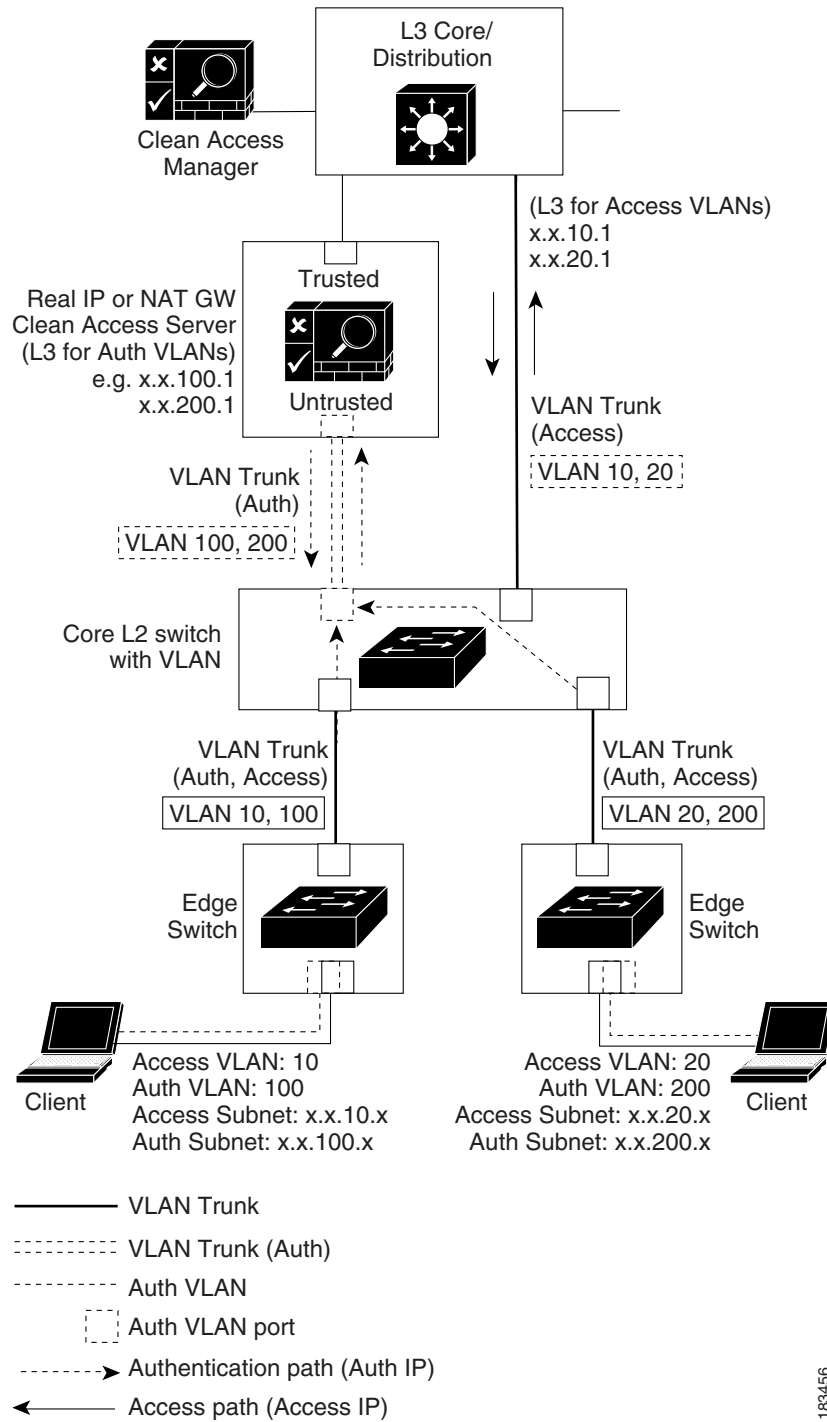 L3 Core/
Distribution
Clean Access
Manager
(L3 for Access VLANs)
x.x.10.1
x.x.20.1
Trusted
Real IP or NAT GW
Clean Access Server
(L3 for Auth VLANs)
e.g. x.x.100.1
x.x.200.1
Untrusted
VLAN Trunk
(Access)
VLAN 10, 20
VLAN Trunk
(Auth)
VLAN 100, 200
Core L2 switch
with VLAN
VLAN Trunk
(Auth, Access)
VLAN 10, 100
VLAN Trunk
(Auth, Access)
VLAN 20, 200
Edge
Switch
Edge
Switch
Client
Access VLAN: 10
Auth VLAN: 100
Access Subnet: x.x.10.x
Auth Subnet: x.x.100.x
Access VLAN: 20
Auth VLAN: 200
Access Subnet: x.x.20.x
Auth Subnet: x.x.200.x
Client
VLAN Trunk
VLAN Trunk (Auth)
Auth VLAN
Auth VLAN port
Authentication path (Auth IP)
Access path (Access IP)
183456